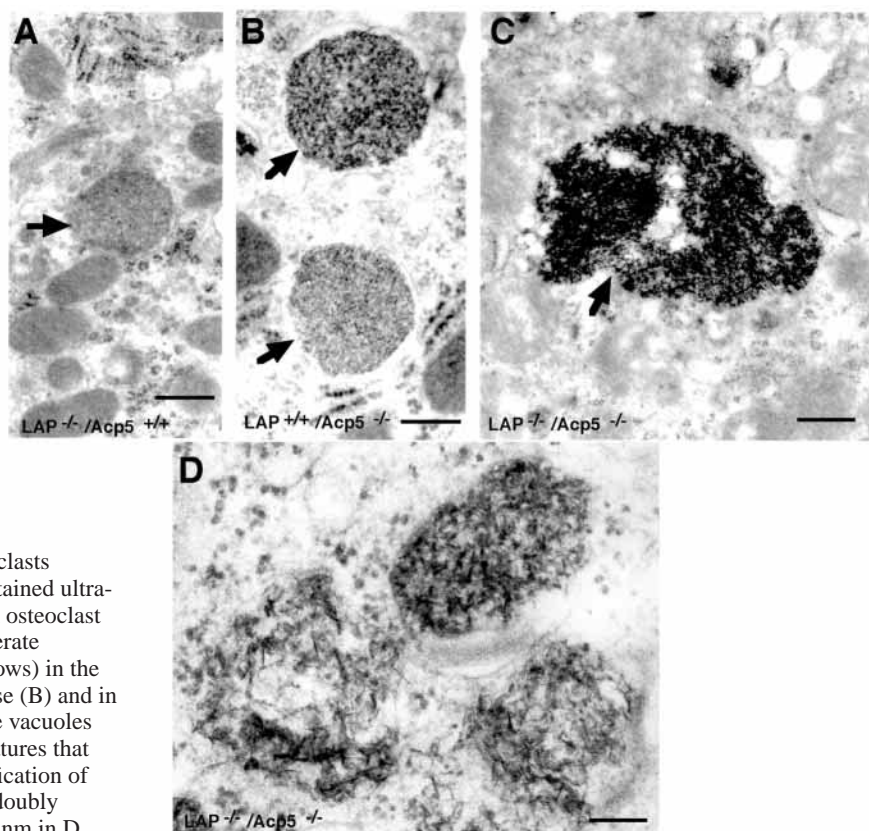 A
B
C
LAP -/- /Acp5 +/+
LAP +/+ /Acp5 -/-
LAP -/- /Acp5 -/-
D
clasts
tained ultra-
osteoclast
erate
ows) in the
se (B) and in
e vacuoles
tures that
ication of
doubly
nm in D
LAP -/- /Acp5 -/-